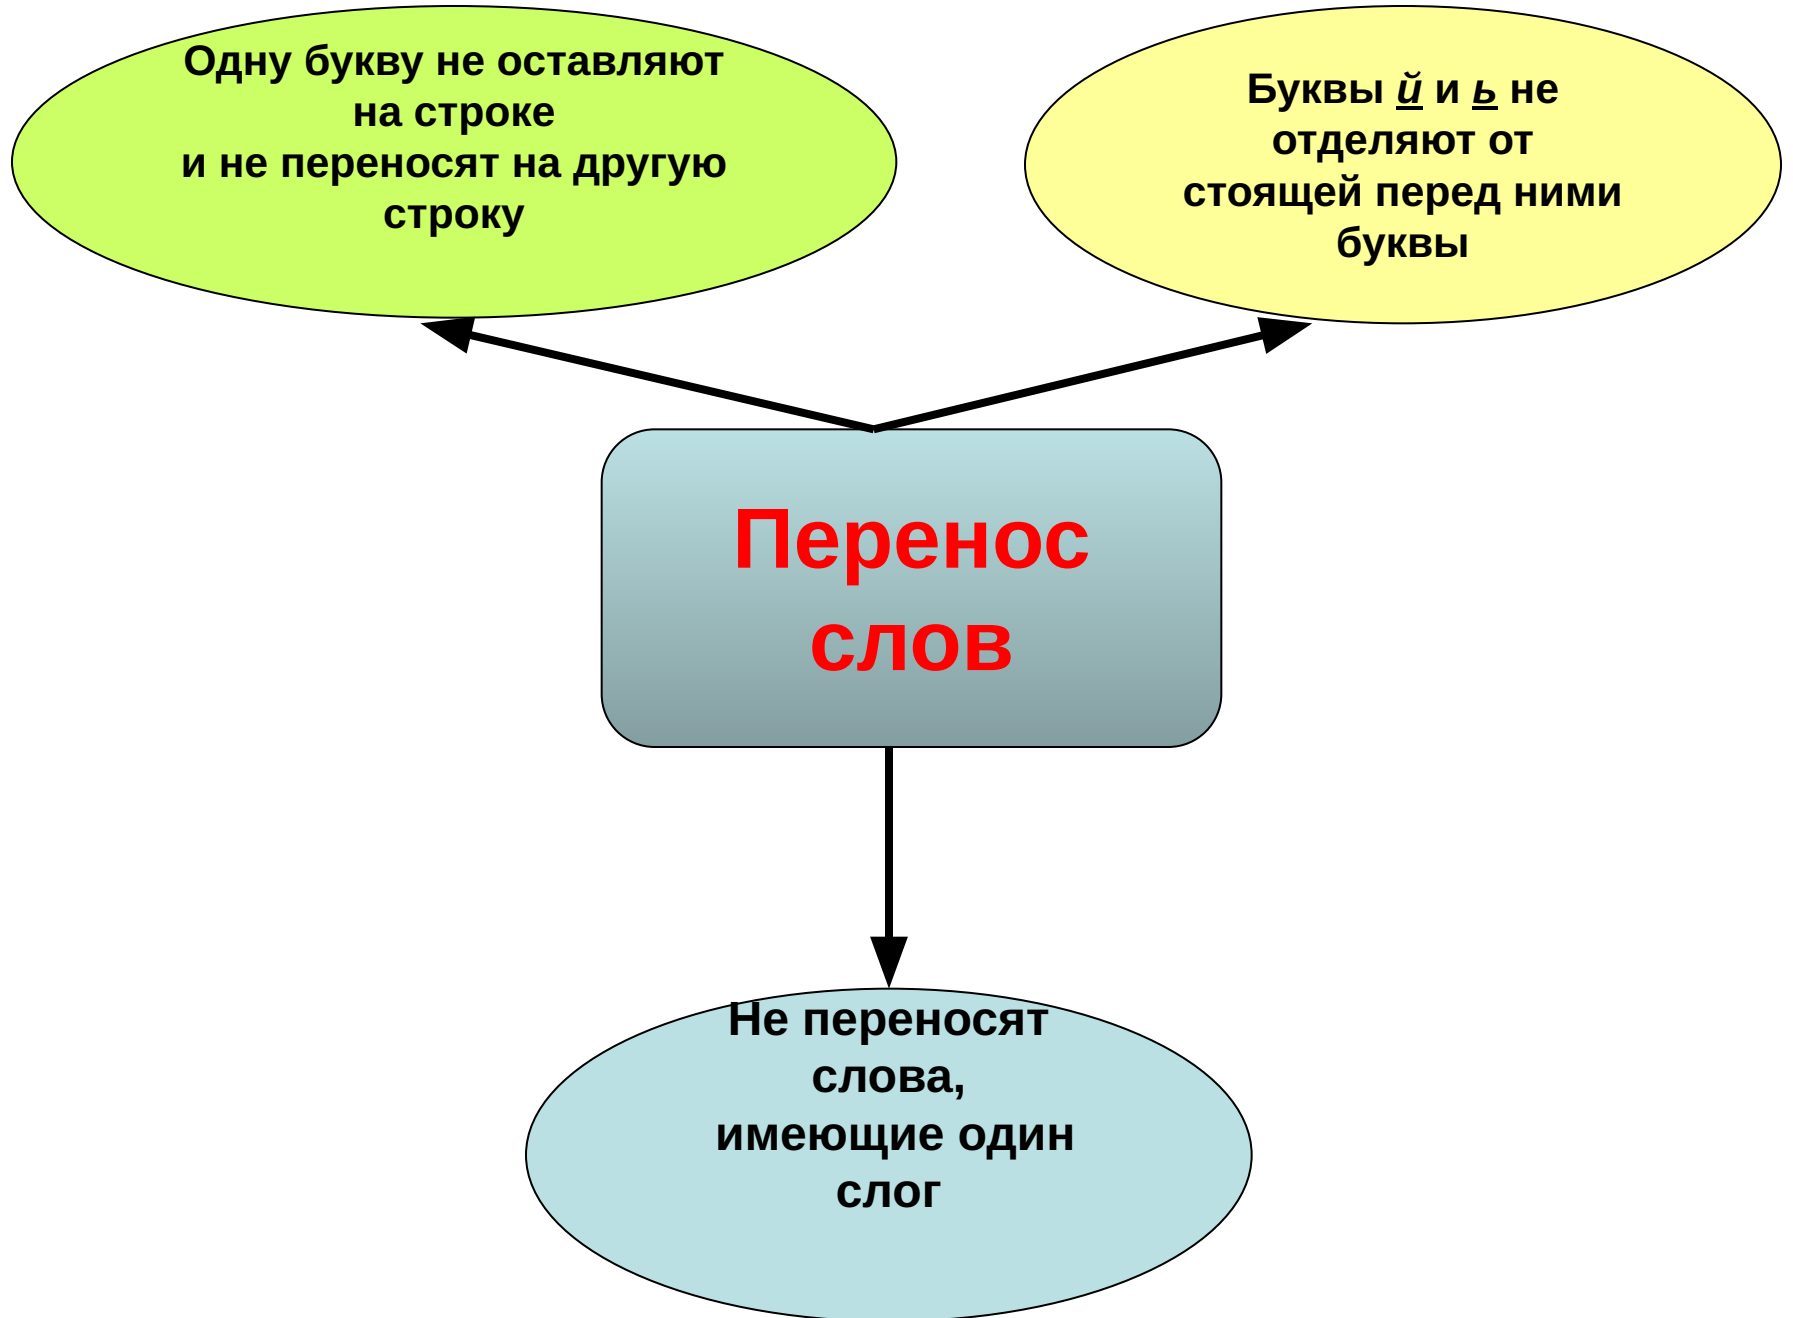 Одну букву не оставляют
на строке
и не переносят на другую
строку
Буквы й и ь не
отделяют от
стоящей перед ними
буквы
Перенос
слов
Не переносят
слова,
имеющие один
слог